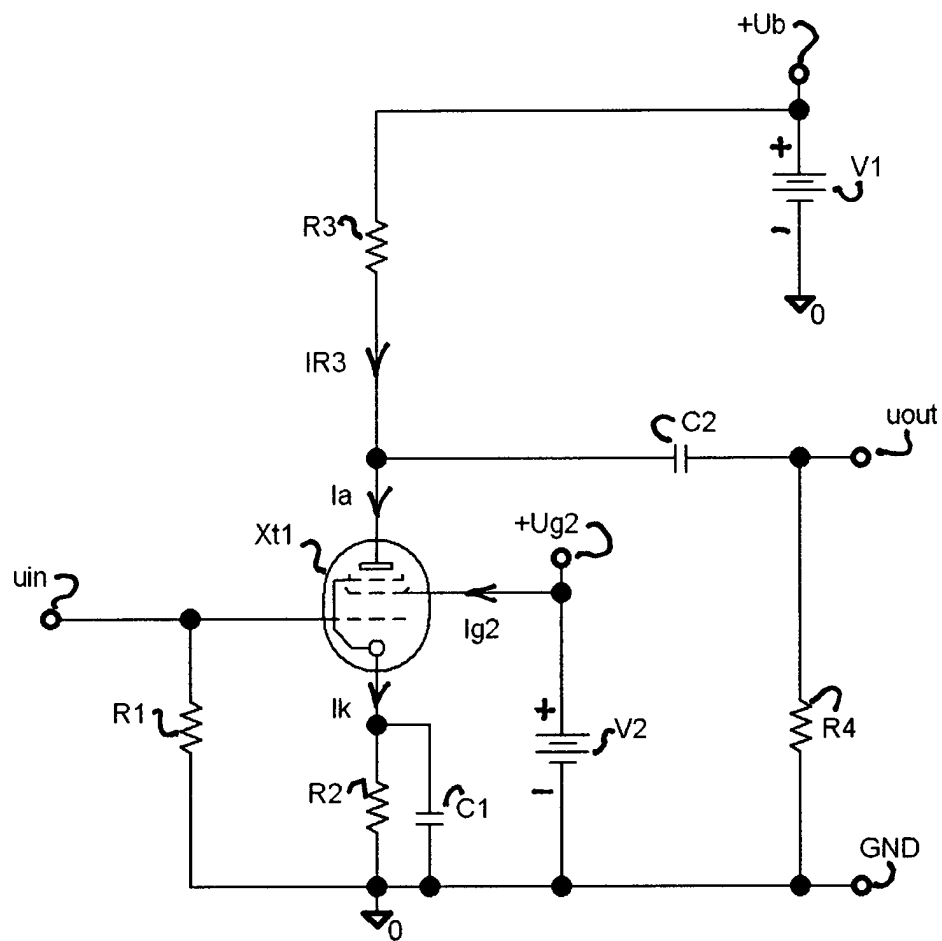 +Ub
+
V1
-
0
R3
IR3
C2
uout
Ia
Xt1
+Ug2
uin
Ig2
R1
Ik
+
V2
R4
R2
C1
-
GND
0